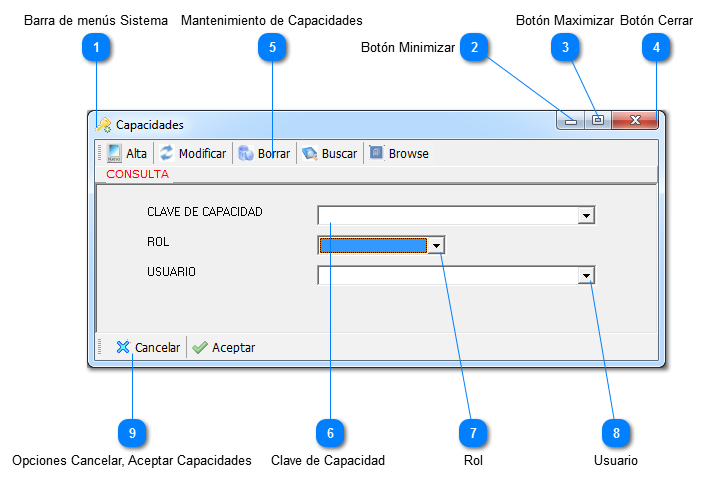 Barra de menús Sistema Mantenimiento de Capacidades Botón Maximizar Botón Cerrar
Botón Minimizar
1 5 2 3 4
Capacidades
Alta Modificar Borrar Buscar Browse
CONSULTA
CLAVE DE CAPACIDAD
ROL
USUARIO
Cancelar Aceptar
9 6 7 8
Opciones Cancelar, Aceptar Capacidades Clave de Capacidad Rol Usuario